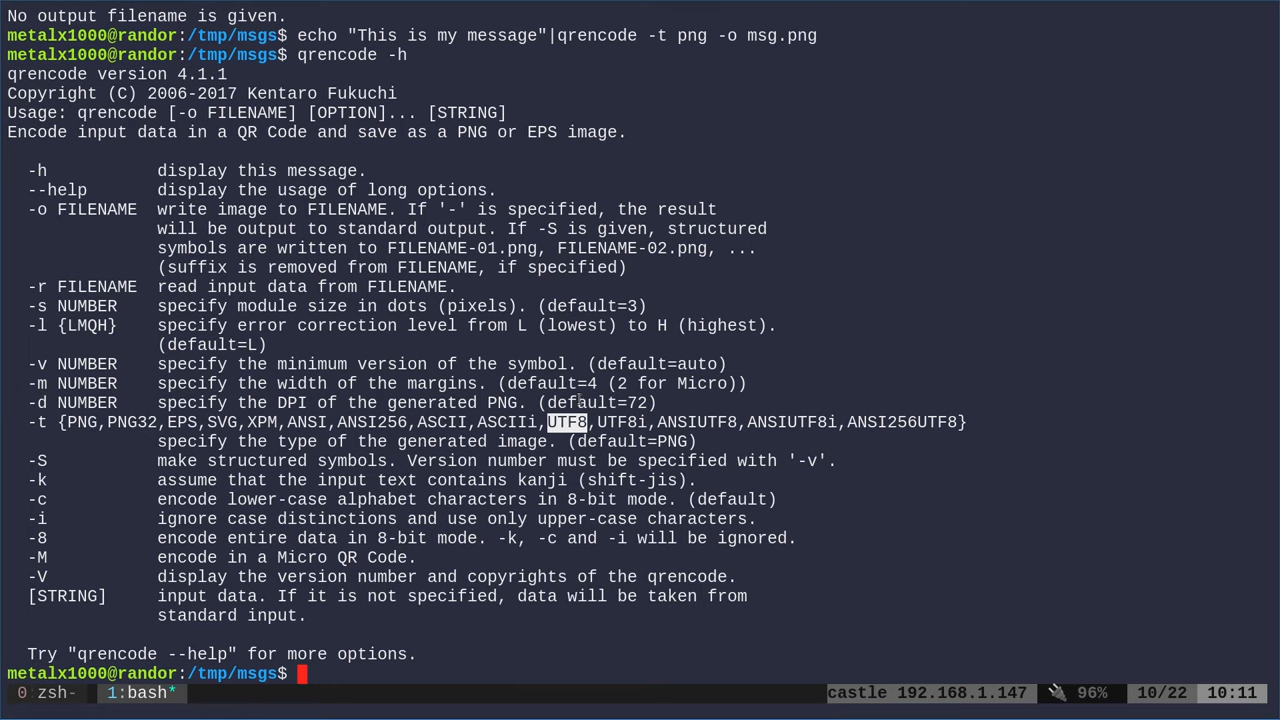 No output filename is given.
metalx1000@randor:/tmp/msgs$ echo "This is my message"|qrencode -t png -o msg.png
metalx1000@randor:/tmp/msgs$ qrencode -h
qrencode version 4.1.1
Copyright (C) 2006-2017 Kentaro Fukuchi
Usage: qrencode [-o FILENAME] [OPTION]... [STRING]
Encode input data in a QR Code and save as a PNG or EPS image.

  -h           display this message.
  --help       display the usage of long options.
  -o FILENAME  write image to FILENAME. If '-' is specified, the result
               will be output to standard output. If -S is given, structured
               symbols are written to FILENAME-01.png, FILENAME-02.png, ...
               (suffix is removed from FILENAME, if specified)
  -r FILENAME  read input data from FILENAME.
  -s NUMBER    specify module size in dots (pixels). (default=3)
  -l {LMQH}    specify error correction level from L (lowest) to H (highest).
               (default=L)
  -v NUMBER    specify the minimum version of the symbol. (default=auto)
  -m NUMBER    specify the width of the margins. (default=4 (2 for Micro))
  -d NUMBER    specify the DPI of the generated PNG. (default=72)
  -t {PNG,PNG32,EPS,SVG,XPM,ANSI,ANSI256,ASCII,ASCIIi,UTF8,UTF8i,ANSIUTF8,ANSIUTF8i,ANSI256UTF8}
               specify the type of the generated image. (default=PNG)
  -S           make structured symbols. Version number must be specified with '-v'.
  -k           assume that the input text contains kanji (shift-jis).
  -c           encode lower-case alphabet characters in 8-bit mode. (default)
  -i           ignore case distinctions and use only upper-case characters.
  -8           encode entire data in 8-bit mode. -k, -c and -i will be ignored.
  -M           encode in a Micro QR Code.
  -V           display the version number and copyrights of the qrencode.
  [STRING]     input data. If it is not specified, data will be taken from
               standard input.

  Try "qrencode --help" for more options.
metalx1000@randor:/tmp/msgs$
0:zsh- 1:bash* castle 192.168.1.147 🔌 96% 10/22 10:11